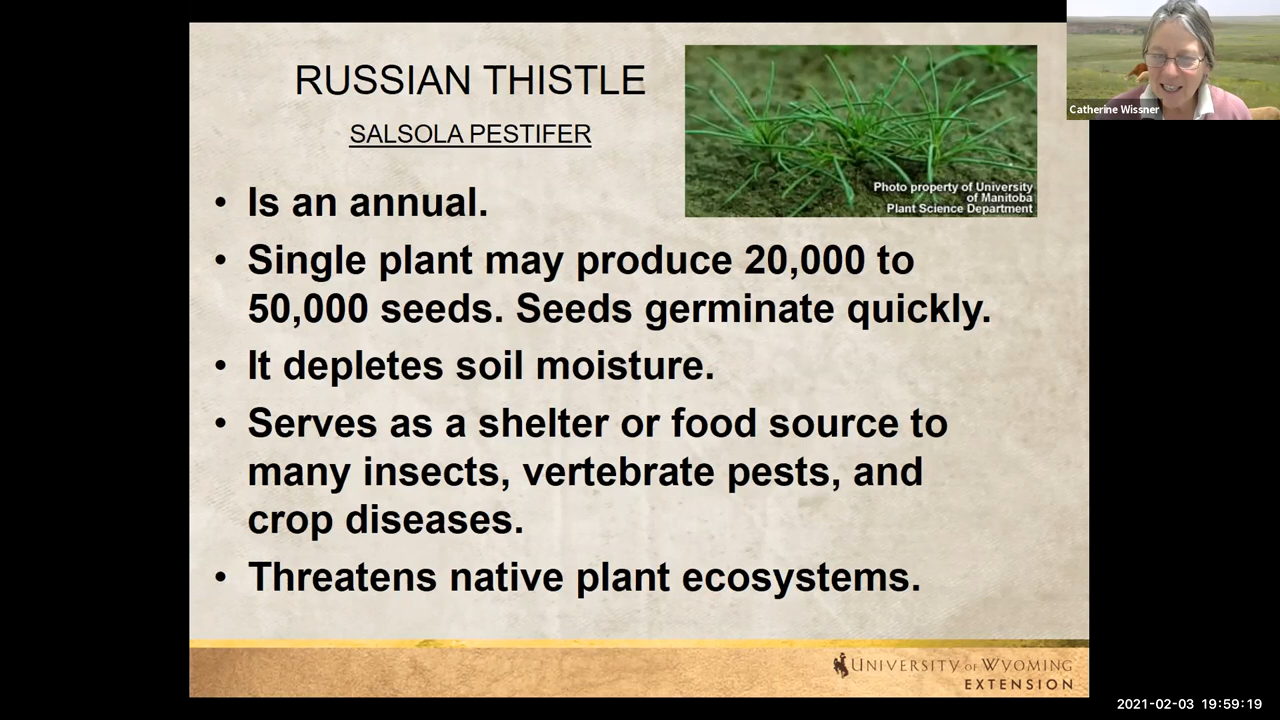 RUSSIAN THISTLE
SALSOLA PESTIFER
Photo property of University
of Manitoba
Plant Science Department
• Is an annual.
• Single plant may produce 20,000 to
50,000 seeds. Seeds germinate quickly.
• It depletes soil moisture.
• Serves as a shelter or food source to
many insects, vertebrate pests, and
crop diseases.
• Threatens native plant ecosystems.
UNIVERSITY OF WYOMING
EXTENSION
Catherine Wissner
2021-02-03 19:59:19